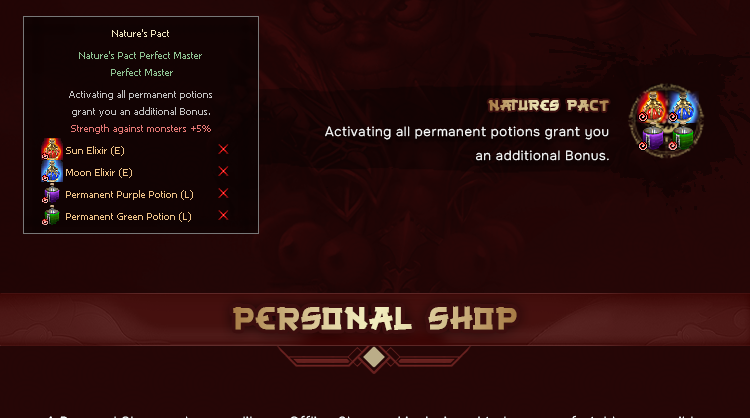 Nature's Pact
Nature's Pact Perfect Master
Perfect Master
Activating all permanent potions
grant you an additional Bonus.
Strength against monsters +5%
Sun Elixir (E)
Moon Elixir (E)
Permanent Purple Potion (L)
Permanent Green Potion (L)
NATURES PACT
Activating all permanent potions grant you
an additional Bonus.
PERSONAL SHOP